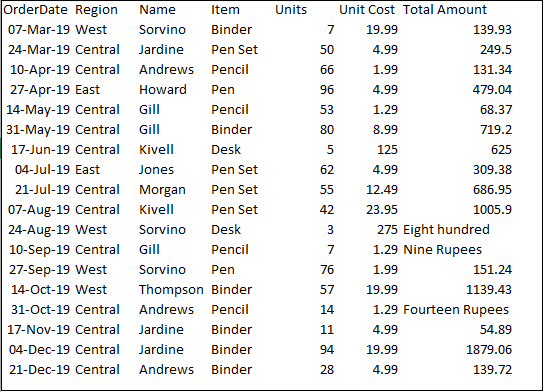 OrderDate Region Name Item Units Unit Cost Total Amount
07-Mar-19 West Sorvino Binder 7 19.99 139.93
24-Mar-19 Central Jardine Pen Set 50 4.99 249.5
10-Apr-19 Central Andrews Pencil 66 1.99 131.34
27-Apr-19 East Howard Pen 96 4.99 479.04
14-May-19 Central Gill Pencil 53 1.29 68.37
31-May-19 Central Gill Binder 80 8.99 719.2
17-Jun-19 Central Kivell Desk 5 125 625
04-Jul-19 East Jones Pen Set 62 4.99 309.38
21-Jul-19 Central Morgan Pen Set 55 12.49 686.95
07-Aug-19 Central Kivell Pen Set 42 23.95 1005.9
24-Aug-19 West Sorvino Desk 3 275 Eight hundred
10-Sep-19 Central Gill Pencil 7 1.29 Nine Rupees
27-Sep-19 West Sorvino Pen 76 1.99 151.24
14-Oct-19 West Thompson Binder 57 19.99 1139.43
31-Oct-19 Central Andrews Pencil 14 1.29 Fourteen Rupees
17-Nov-19 Central Jardine Binder 11 4.99 54.89
04-Dec-19 Central Jardine Binder 94 19.99 1879.06
21-Dec-19 Central Andrews Binder 28 4.99 139.72